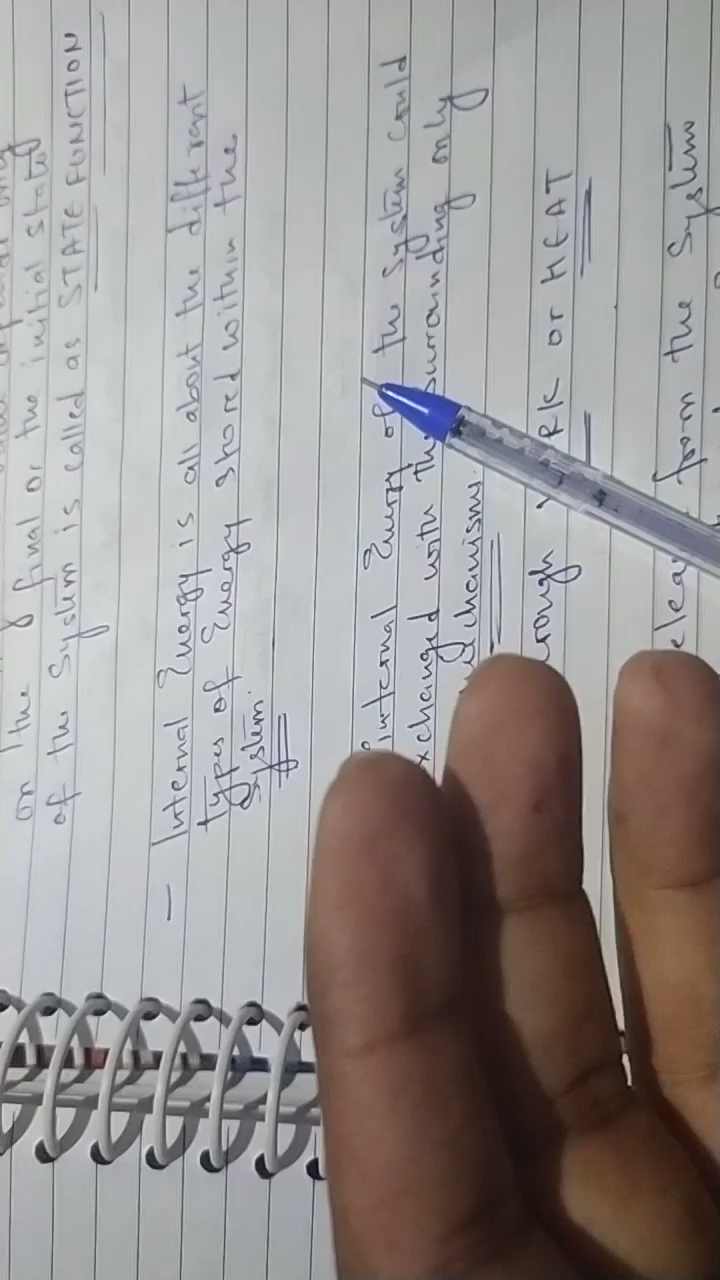 on the final or the initial state
of the System is called as STATE FUNCTION
– Internal Energy is all about the different
types of Energy stored within the
System.
internal Energy of the System could
xchanged with the surrounding only
chanisms.
rough RK or HEAT
from the System